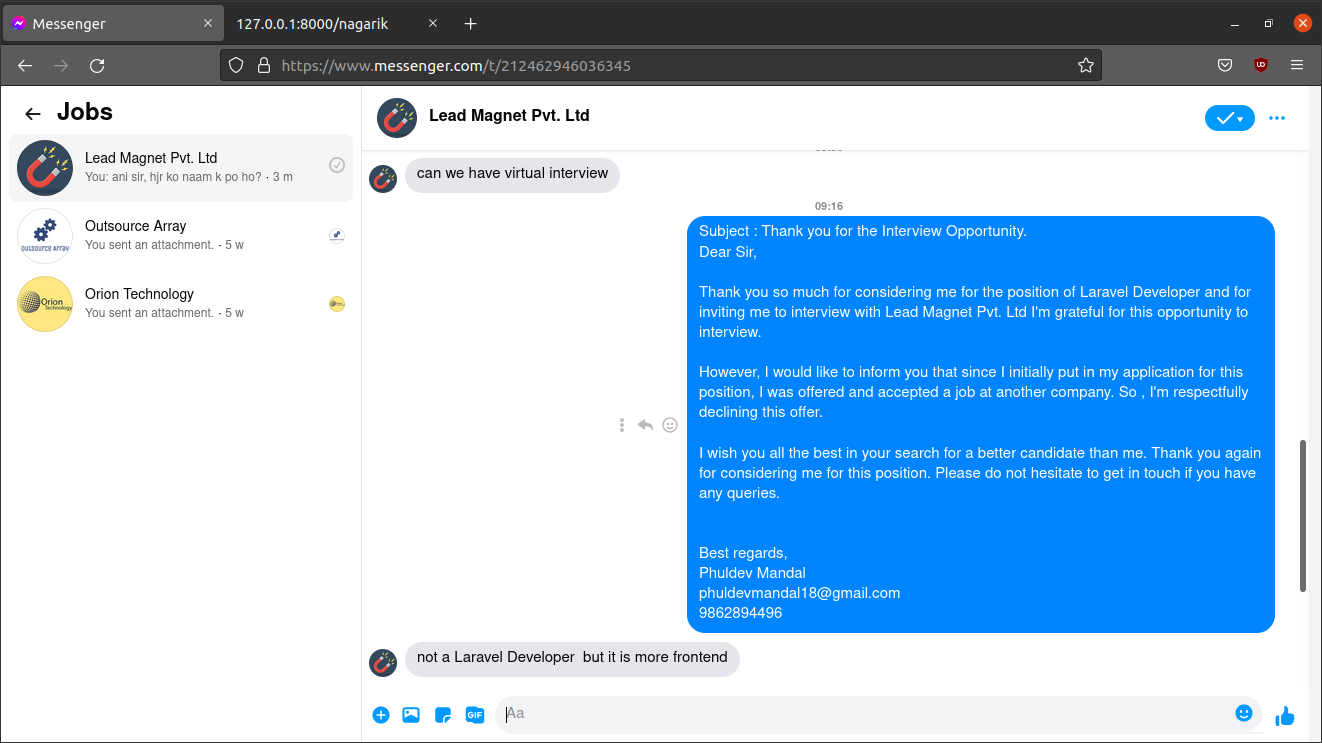 Messenger
127.0.0.1:8000/nagarik
https://www.messenger.com/t/212462946036345
Jobs
Lead Magnet Pvt. Ltd
You: ani sir, hjr ko naam k po ho? · 3 m
Outsource Array
You sent an attachment. · 5 w
OUTSOURCE ARRAY
Orion Technology
You sent an attachment. · 5 w
Orion
Technology
Lead Magnet Pvt. Ltd
can we have virtual interview
09:16
Subject : Thank you for the Interview Opportunity.
Dear Sir,
Thank you so much for considering me for the position of Laravel Developer and for
inviting me to interview with Lead Magnet Pvt. Ltd I'm grateful for this opportunity to
interview.
However, I would like to inform you that since I initially put in my application for this
position, I was offered and accepted a job at another company. So , I'm respectfully
declining this offer.
I wish you all the best in your search for a better candidate than me. Thank you again
for considering me for this position. Please do not hesitate to get in touch if you have
any queries.
Best regards,
Phuldev Mandal
phuldevmandal18@gmail.com
9862894496
not a Laravel Developer  but it is more frontend
GIF
Aa